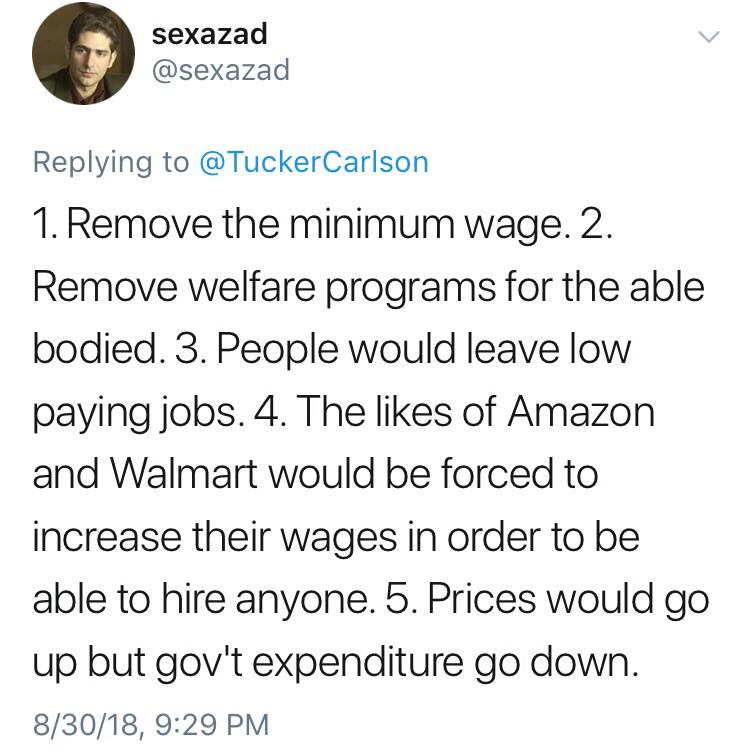 sexazad
@sexazad
Replying to @TuckerCarlson
1. Remove the minimum wage. 2.
Remove welfare programs for the able
bodied. 3. People would leave low
paying jobs. 4. The likes of Amazon
and Walmart would be forced to
increase their wages in order to be
able to hire anyone. 5. Prices would go
up but gov't expenditure go down.
8/30/18, 9:29 PM